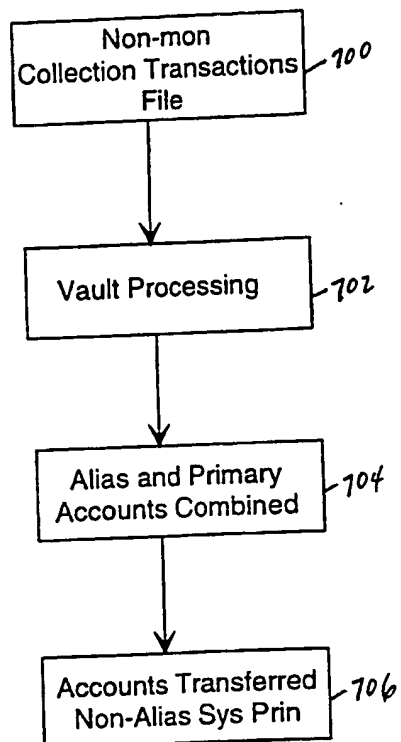 Non-mon
Collection Transactions
File
700
Vault Processing
702
Alias and Primary
Accounts Combined
704
Accounts Transferred
Non-Alias Sys Prin
706